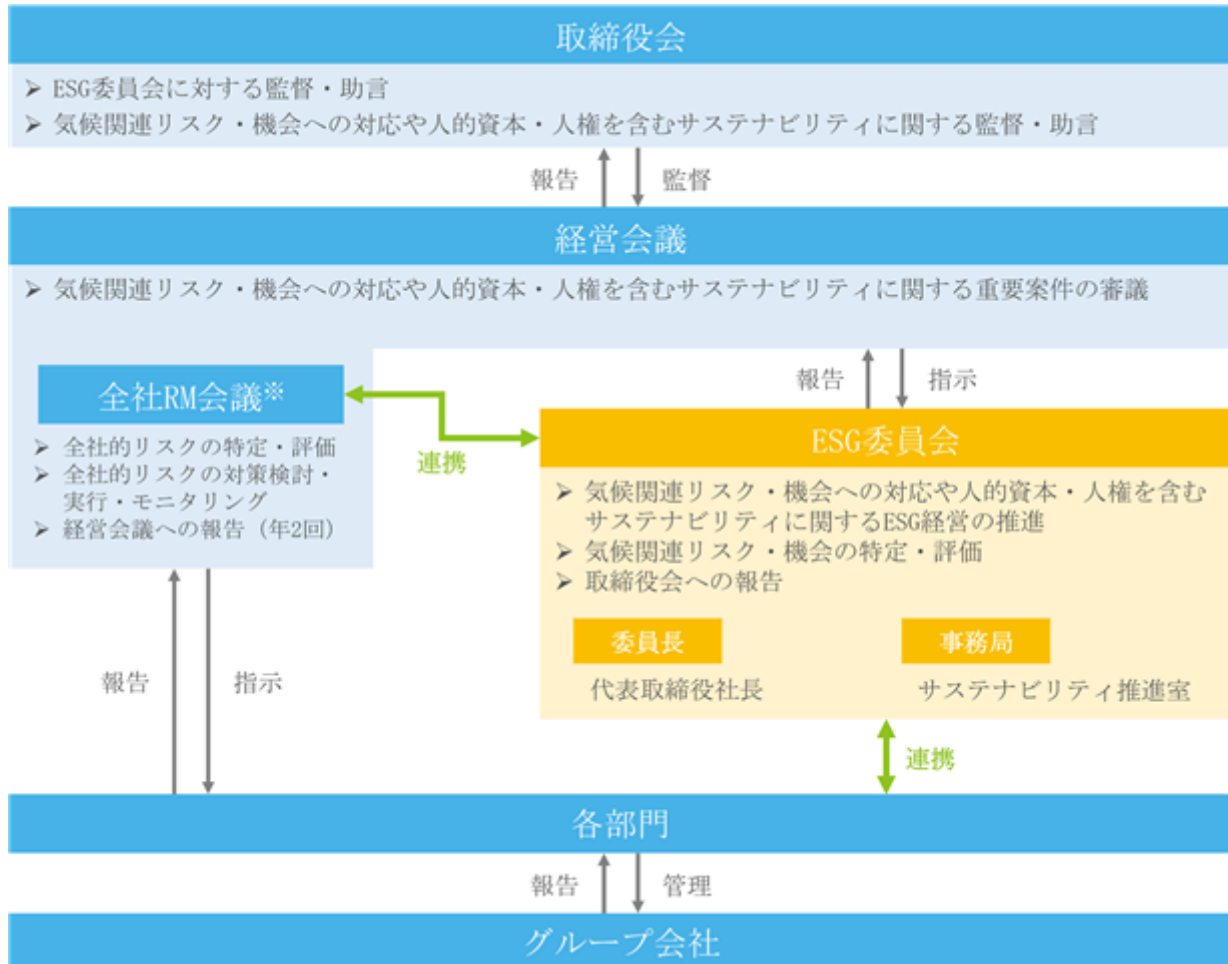 取締役会
➢ ESG委員会に対する監督・助言
➢ 気候関連リスク・機会への対応や人的資本・人権を含むサステナビリティに関する監督・助言
報告
監督
経営会議
➢ 気候関連リスク・機会への対応や人的資本・人権を含むサステナビリティに関する重要案件の審議
全社RM会議※
➢ 全社的リスクの特定・評価
➢ 全社的リスクの対策検討・
実行・モニタリング
➢ 経営会議への報告（年2回）
連携
報告
指示
ESG委員会
➢ 気候関連リスク・機会への対応や人的資本・人権を含む
サステナビリティに関するESG経営の推進
➢ 気候関連リスク・機会の特定・評価
➢ 取締役会への報告
委員長
代表取締役社長
事務局
サステナビリティ推進室
報告
指示
連携
各部門
報告
管理
グループ会社